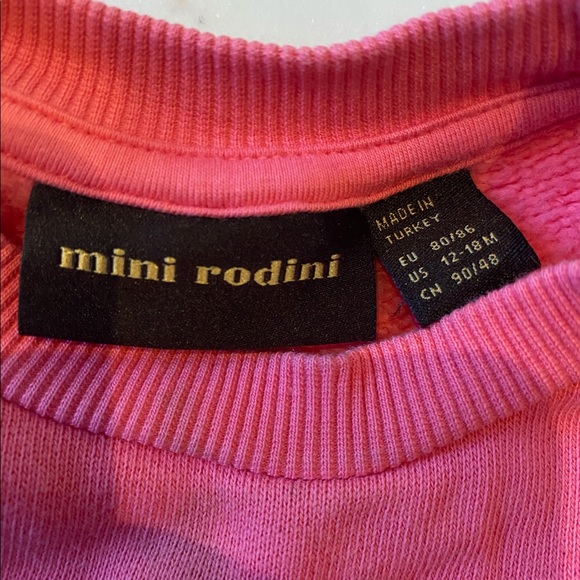 mini rodini
MADE IN
TURKEY
EU 80/86
US 12-18M
CN 90/48